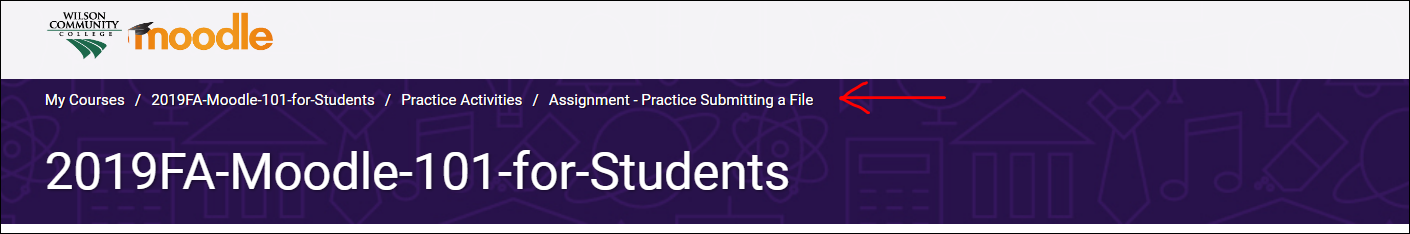 WILSON
COMMUNITY
COLLEGE
moodle
My Courses / 2019FA-Moodle-101-for-Students / Practice Activities / Assignment - Practice Submitting a File
2019FA-Moodle-101-for-Students